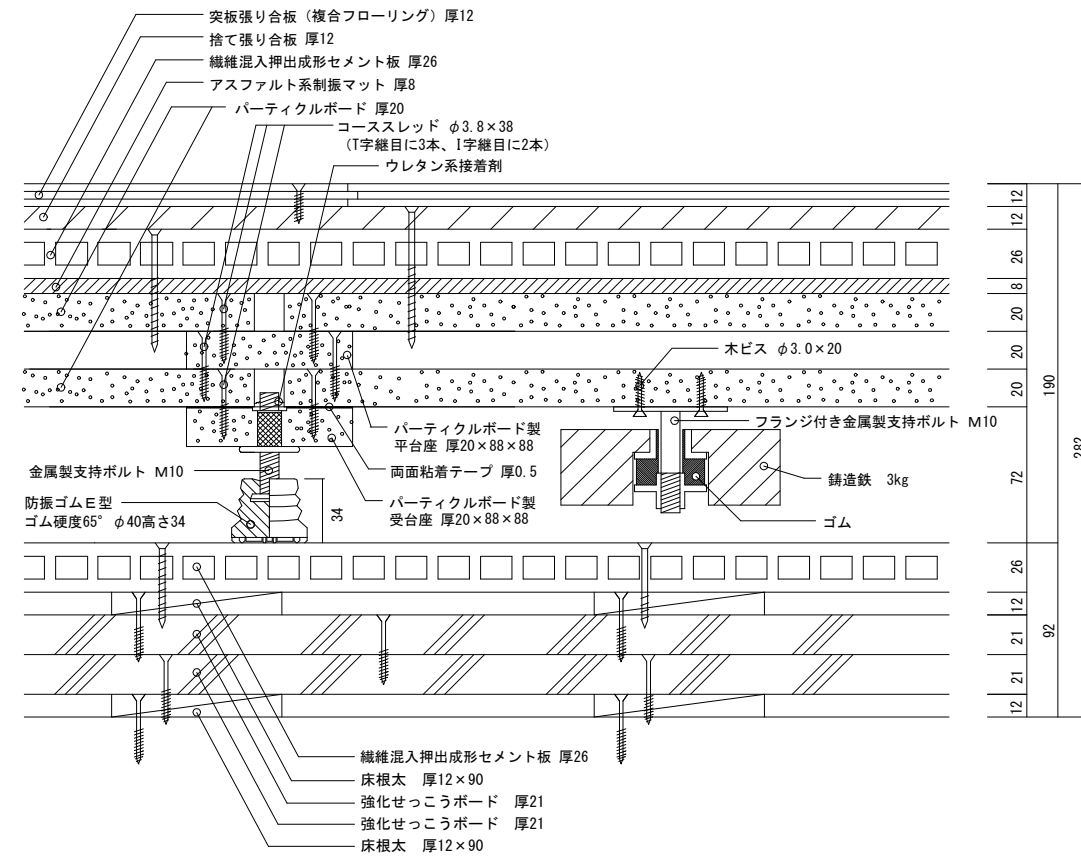 突板張り合板（複合フローリング）厚12
捨て張り合板 厚12
繊維混入押出成形セメント板 厚26
アスファルト系制振マット 厚8
パーティクルボード 厚20
コーススレッド φ3.8×38
（T字継目に3本、I字継目に2本）
ウレタン系接着剤
12
12
26
8
20
20
20
72
190
282
木ビス φ3.0×20
フランジ付き金属製支持ボルト M10
パーティクルボード製
平台座 厚20×88×88
両面粘着テープ 厚0.5
パーティクルボード製
受台座 厚20×88×88
鋳造鉄 3kg
ゴム
金属製支持ボルト M10
防振ゴムE型
ゴム硬度65° φ40高さ34
34
26
12
21
21
12
92
繊維混入押出成形セメント板 厚26
床根太 厚12×90
強化せっこうボード 厚21
強化せっこうボード 厚21
床根太 厚12×90